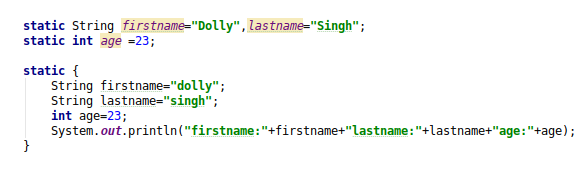 static String firstname="Dolly",lastname="Singh";
static int age =23;
static {
String firstname="dolly";
String lastname="singh";
int age=23;
System.out.println("firstname:"+firstname+"lastname:"+lastname+"age:"+age);
}